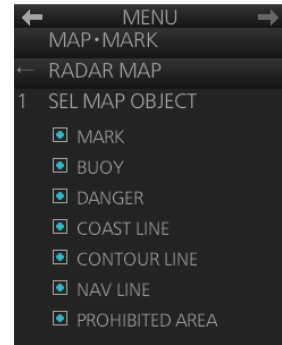 ← MENU →
MAP・MARK
← RADAR MAP
1 SEL MAP OBJECT
MARK
BUOY
DANGER
COAST LINE
CONTOUR LINE
NAV LINE
PROHIBITED AREA